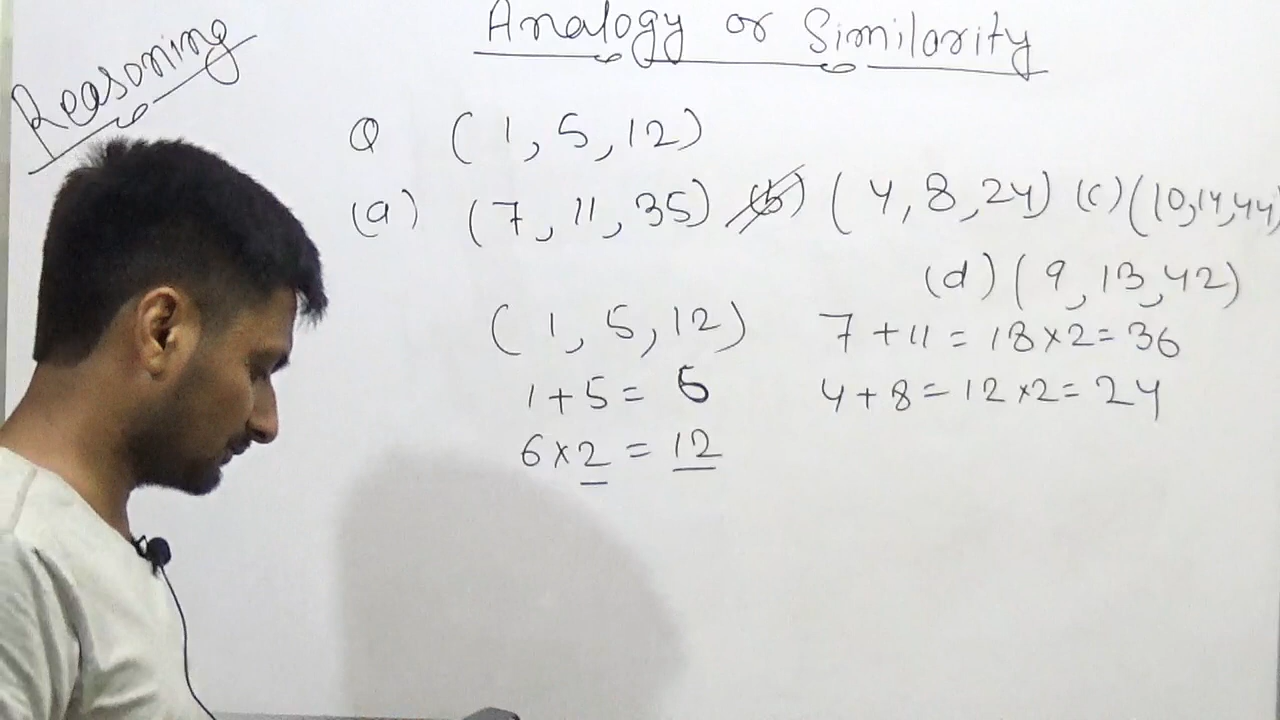 Reasoning
Analogy or Similarity
Q ( 1, 5, 12)
(a) (7, 11, 35) (b) (4, 8, 24) (c) (10,14,44)
(d) (9, 13, 42)
( 1, 5, 12)
1 + 5 = 6
6 × 2 = 12
7 + 11 = 18 × 2 = 36
4 + 8 = 12 × 2 = 24